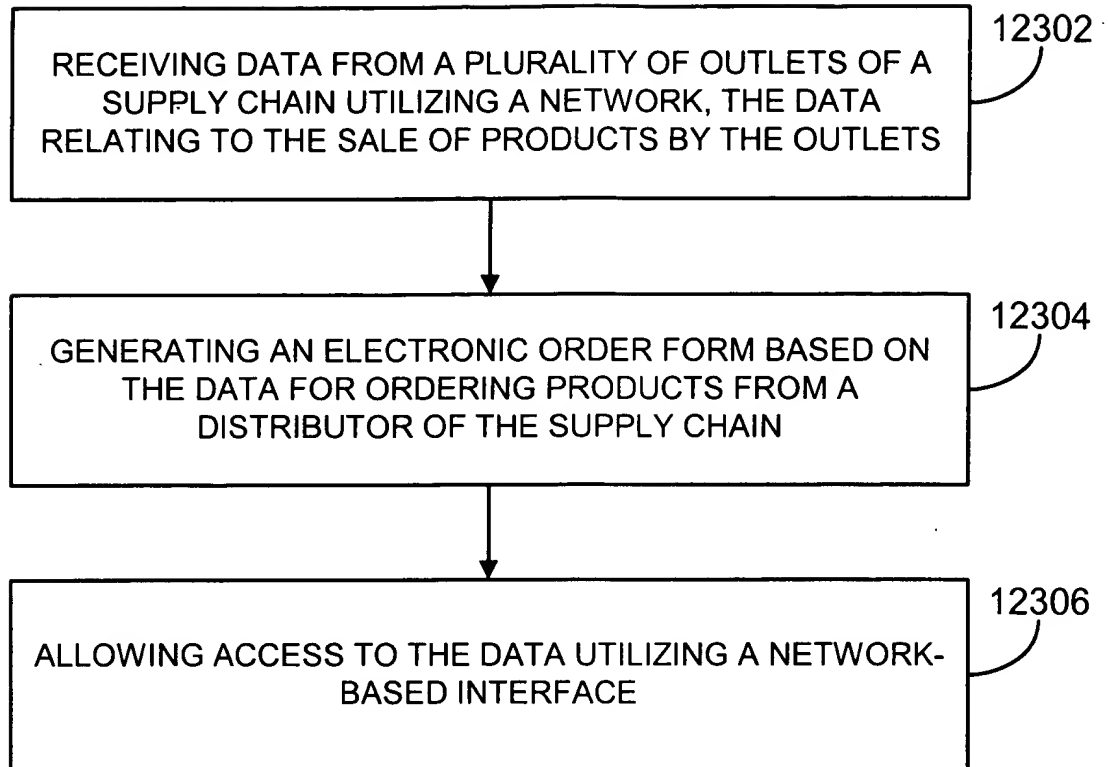 12302
RECEIVING DATA FROM A PLURALITY OF OUTLETS OF A
SUPPLY CHAIN UTILIZING A NETWORK, THE DATA
RELATING TO THE SALE OF PRODUCTS BY THE OUTLETS
12304
GENERATING AN ELECTRONIC ORDER FORM BASED ON
THE DATA FOR ORDERING PRODUCTS FROM A
DISTRIBUTOR OF THE SUPPLY CHAIN
12306
ALLOWING ACCESS TO THE DATA UTILIZING A NETWORK-
BASED INTERFACE